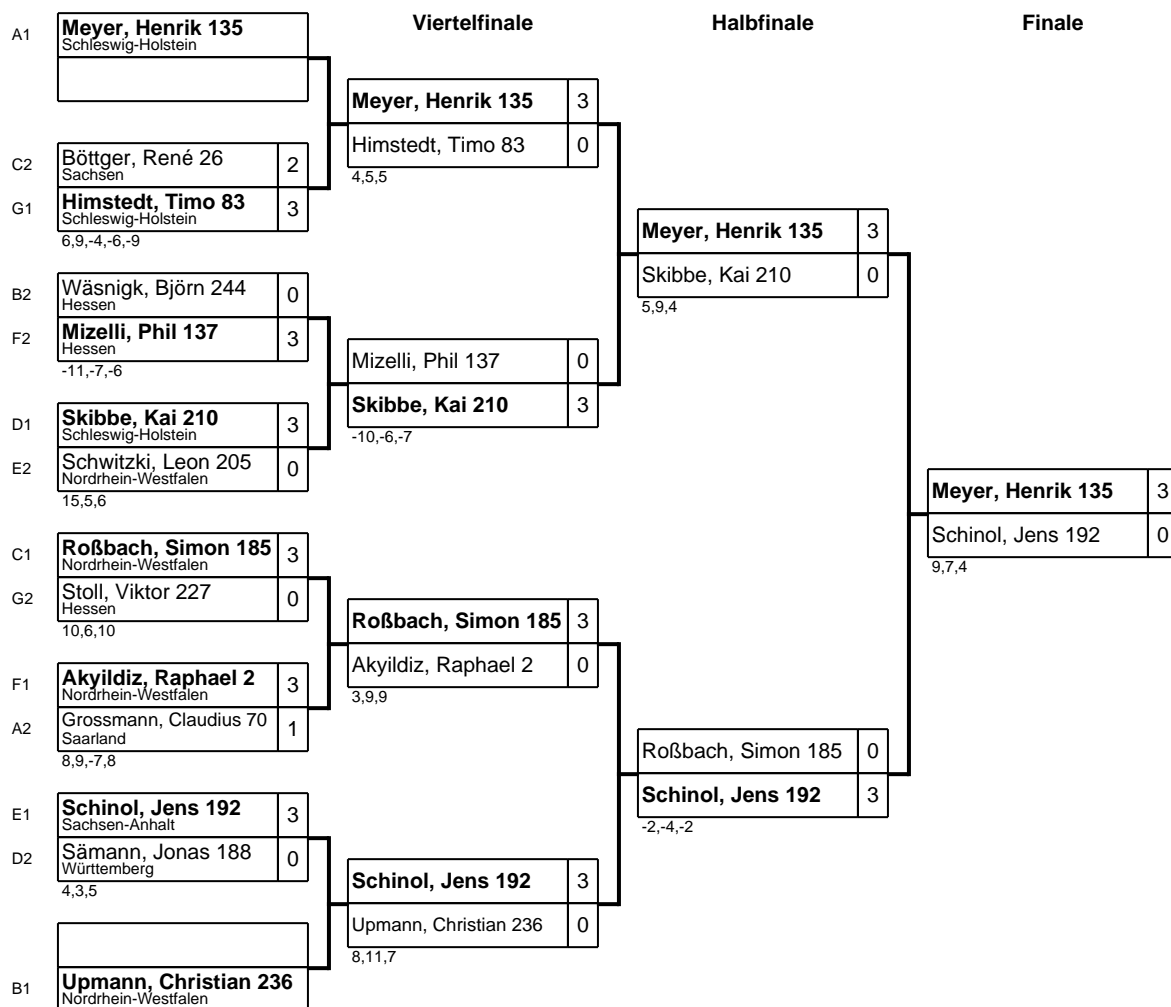 Viertelfinale
Halbfinale
Finale
A1
Meyer, Henrik 135
Schleswig-Holstein
C2
Böttger, René 26
2
Sachsen
G1
Himstedt, Timo 83
3
Schleswig-Holstein
6,9,-4,-6,-9
B2
Wäsnigk, Björn 244
0
Hessen
F2
Mizelli, Phil 137
3
Hessen
-11,-7,-6
D1
Skibbe, Kai 210
3
Schleswig-Holstein
E2
Schwitzki, Leon 205
0
Nordrhein-Westfalen
15,5,6
C1
Roßbach, Simon 185
3
Nordrhein-Westfalen
G2
Stoll, Viktor 227
0
Hessen
10,6,10
F1
Akyildiz, Raphael 2
3
Nordrhein-Westfalen
A2
Grossmann, Claudius 70
1
Saarland
8,9,-7,8
E1
Schinol, Jens 192
3
Sachsen-Anhalt
D2
Sämann, Jonas 188
0
Württemberg
4,3,5
B1
Upmann, Christian 236
Nordrhein-Westfalen
Meyer, Henrik 135
3
Himstedt, Timo 83
0
4,5,5
Mizelli, Phil 137
0
Skibbe, Kai 210
3
-10,-6,-7
Roßbach, Simon 185
3
Akyildiz, Raphael 2
0
3,9,9
Schinol, Jens 192
3
Upmann, Christian 236
0
8,11,7
Meyer, Henrik 135
3
Skibbe, Kai 210
0
5,9,4
Roßbach, Simon 185
0
Schinol, Jens 192
3
-2,-4,-2
Meyer, Henrik 135
3
Schinol, Jens 192
0
9,7,4